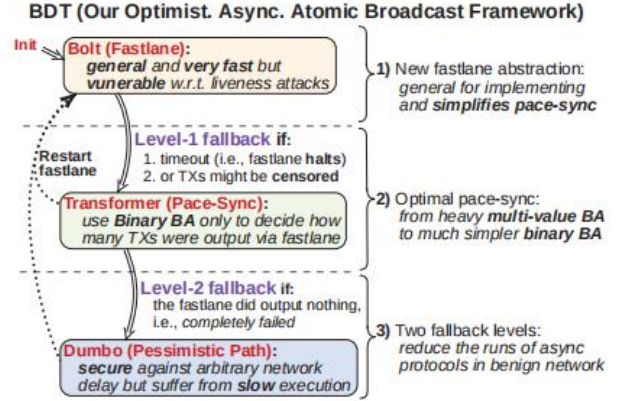 BDT (Our Optimist. Async. Atomic Broadcast Framework)
Init
Bolt (Fastlane):
general and very fast but
vunerable w.r.t. liveness attacks
1) New fastlane abstraction:
general for implementing
and simplifies pace-sync
Level-1 fallback if:
1. timeout (i.e., fastlane halts)
2. or TXs might be censored
Restart
fastlane
Transformer (Pace-Sync):
use Binary BA only to decide how
many TXs were output via fastlane
2) Optimal pace-sync:
from heavy multi-value BA
to much simpler binary BA
Level-2 fallback if:
the fastlane did output nothing,
i.e., completely failed
Dumbo (Pessimistic Path):
secure against arbitrary network
delay but suffer from slow execution
3) Two fallback levels:
reduce the runs of async
protocols in benign network